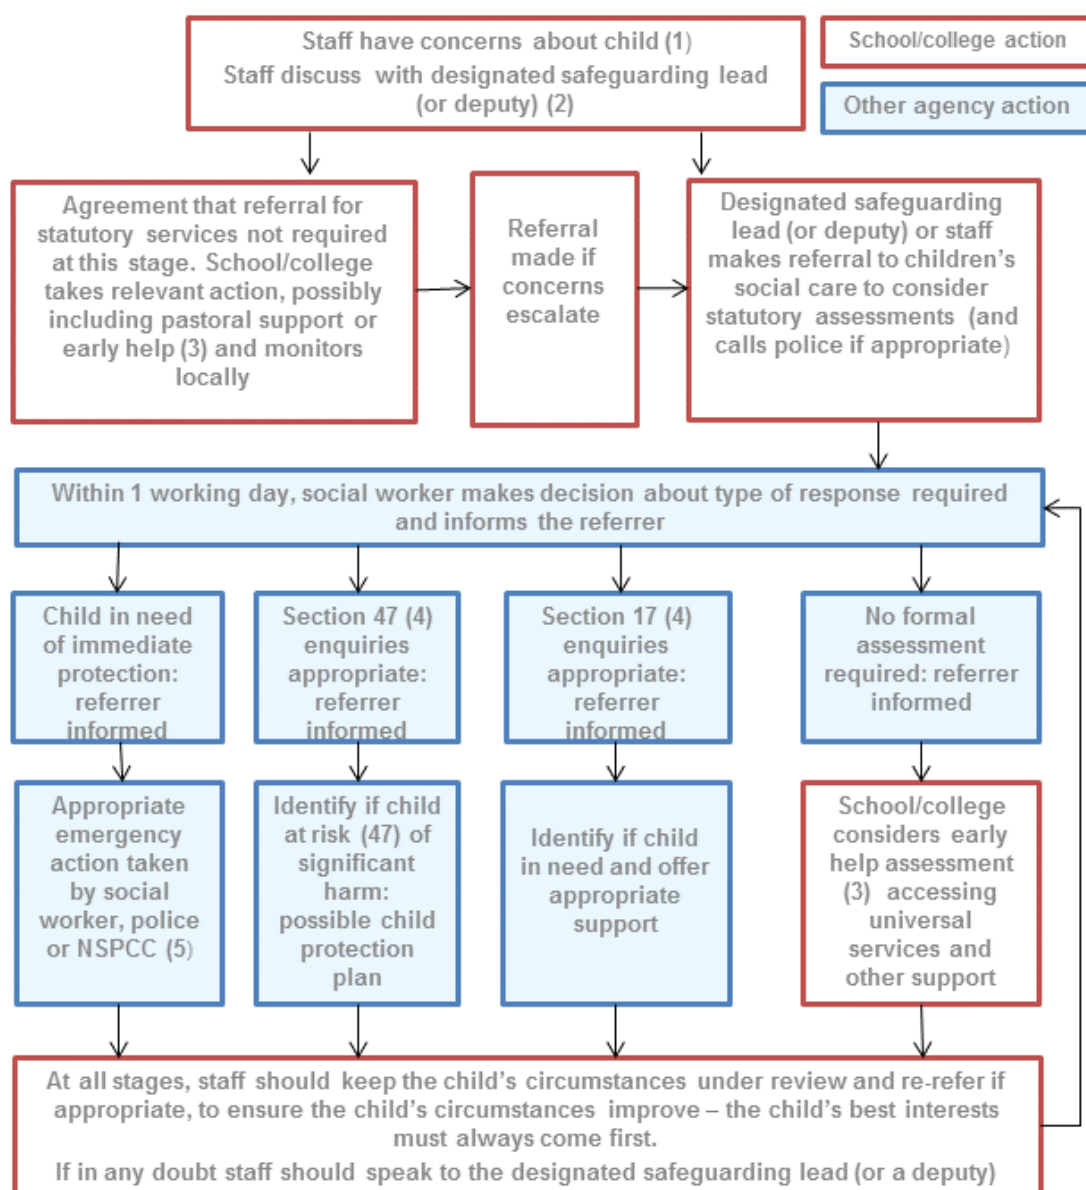 Staff have concerns about child (1)
Staff discuss with designated safeguarding lead
(or deputy) (2)
School/college action
Other agency action
Agreement that referral for
statutory services not required
at this stage. School/college
takes relevant action, possibly
including pastoral support or
early help (3) and monitors
locally
Referral
made if
concerns
escalate
Designated safeguarding
lead (or deputy) or staff
makes referral to children's
social care to consider
statutory assessments (and
calls police if appropriate)
Within 1 working day, social worker makes decision about type of response required
and informs the referrer
Child in need
of immediate
protection:
referrer
informed
Section 47 (4)
enquiries
appropriate:
referrer
informed
Section 17 (4)
enquiries
appropriate:
referrer
informed
No formal
assessment
required: referrer
informed
Appropriate
emergency
action taken
by social
worker, police
or NSPCC (5)
Identify if child
at risk (47) of
significant
harm:
possible child
protection
plan
Identify if child
in need and offer
appropriate
support
School/college
considers early
help assessment
(3) accessing
universal
services and
other support
At all stages, staff should keep the child's circumstances under review and re-refer if
appropriate, to ensure the child's circumstances improve – the child's best interests
must always come first.
If in any doubt staff should speak to the designated safeguarding lead (or a deputy)